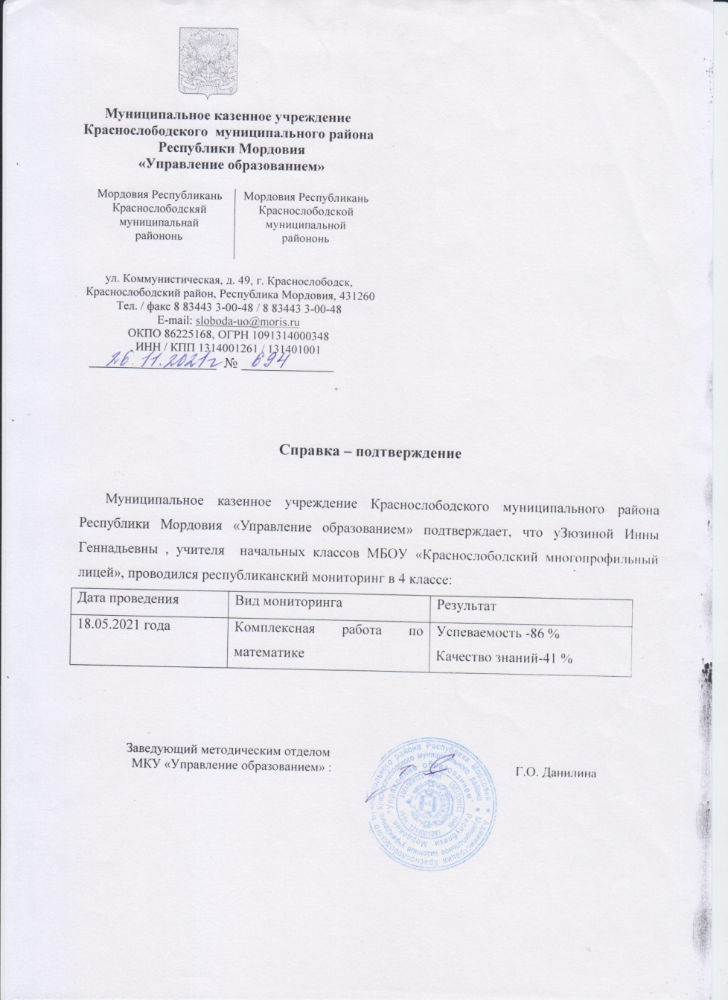 Муниципальное казенное учреждение
Краснослободского муниципального района
Республики Мордовия
«Управление образованием»
Мордовия Республикань
Краснослободскяй
муниципальнай
райононь
Мордовия Республикань
Краснослободской
муниципальной
райононь
ул. Коммунистическая, д. 49, г. Краснослободск,
Краснослободский район, Республика Мордовия, 431260
Тел. / факс 8 83443 3-00-48 / 8 83443 3-00-48
E-mail: sloboda-uo@moris.ru
ОКПО 86225168, ОГРН 1091314000348
ИНН / КПП 1314001261 / 131401001
26.11.2021г № 694
Справка – подтверждение
Муниципальное казенное учреждение Краснослободского муниципального района
Республики Мордовия «Управление образованием» подтверждает, что уЗюзиной Инны
Геннадьевны , учителя начальных классов МБОУ «Краснослободский многопрофильный
лицей», проводился республиканский мониторинг в 4 классе:
Дата проведения
Вид мониторинга
Результат
18.05.2021 года
Комплексная работа по
математике
Успеваемость -86 %
Качество знаний-41 %
Заведующий методическим отделом
МКУ «Управление образованием» :
Г.О. Данилина